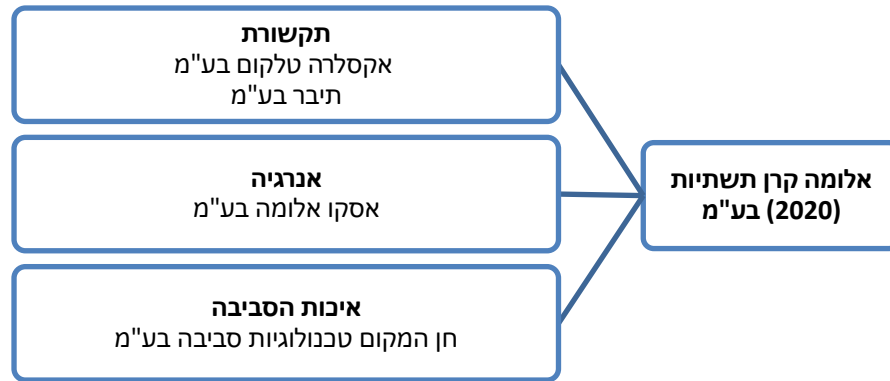 אלומה קרן תשתיות
(2020) בע"מ
תקשורת
אקסלרה טלקום בע"מ
תיבר בע"מ
אנרגיה
אסקו אלומה בע"מ
איכות הסביבה
חן המקום טכנולוגיות סביבה בע"מ